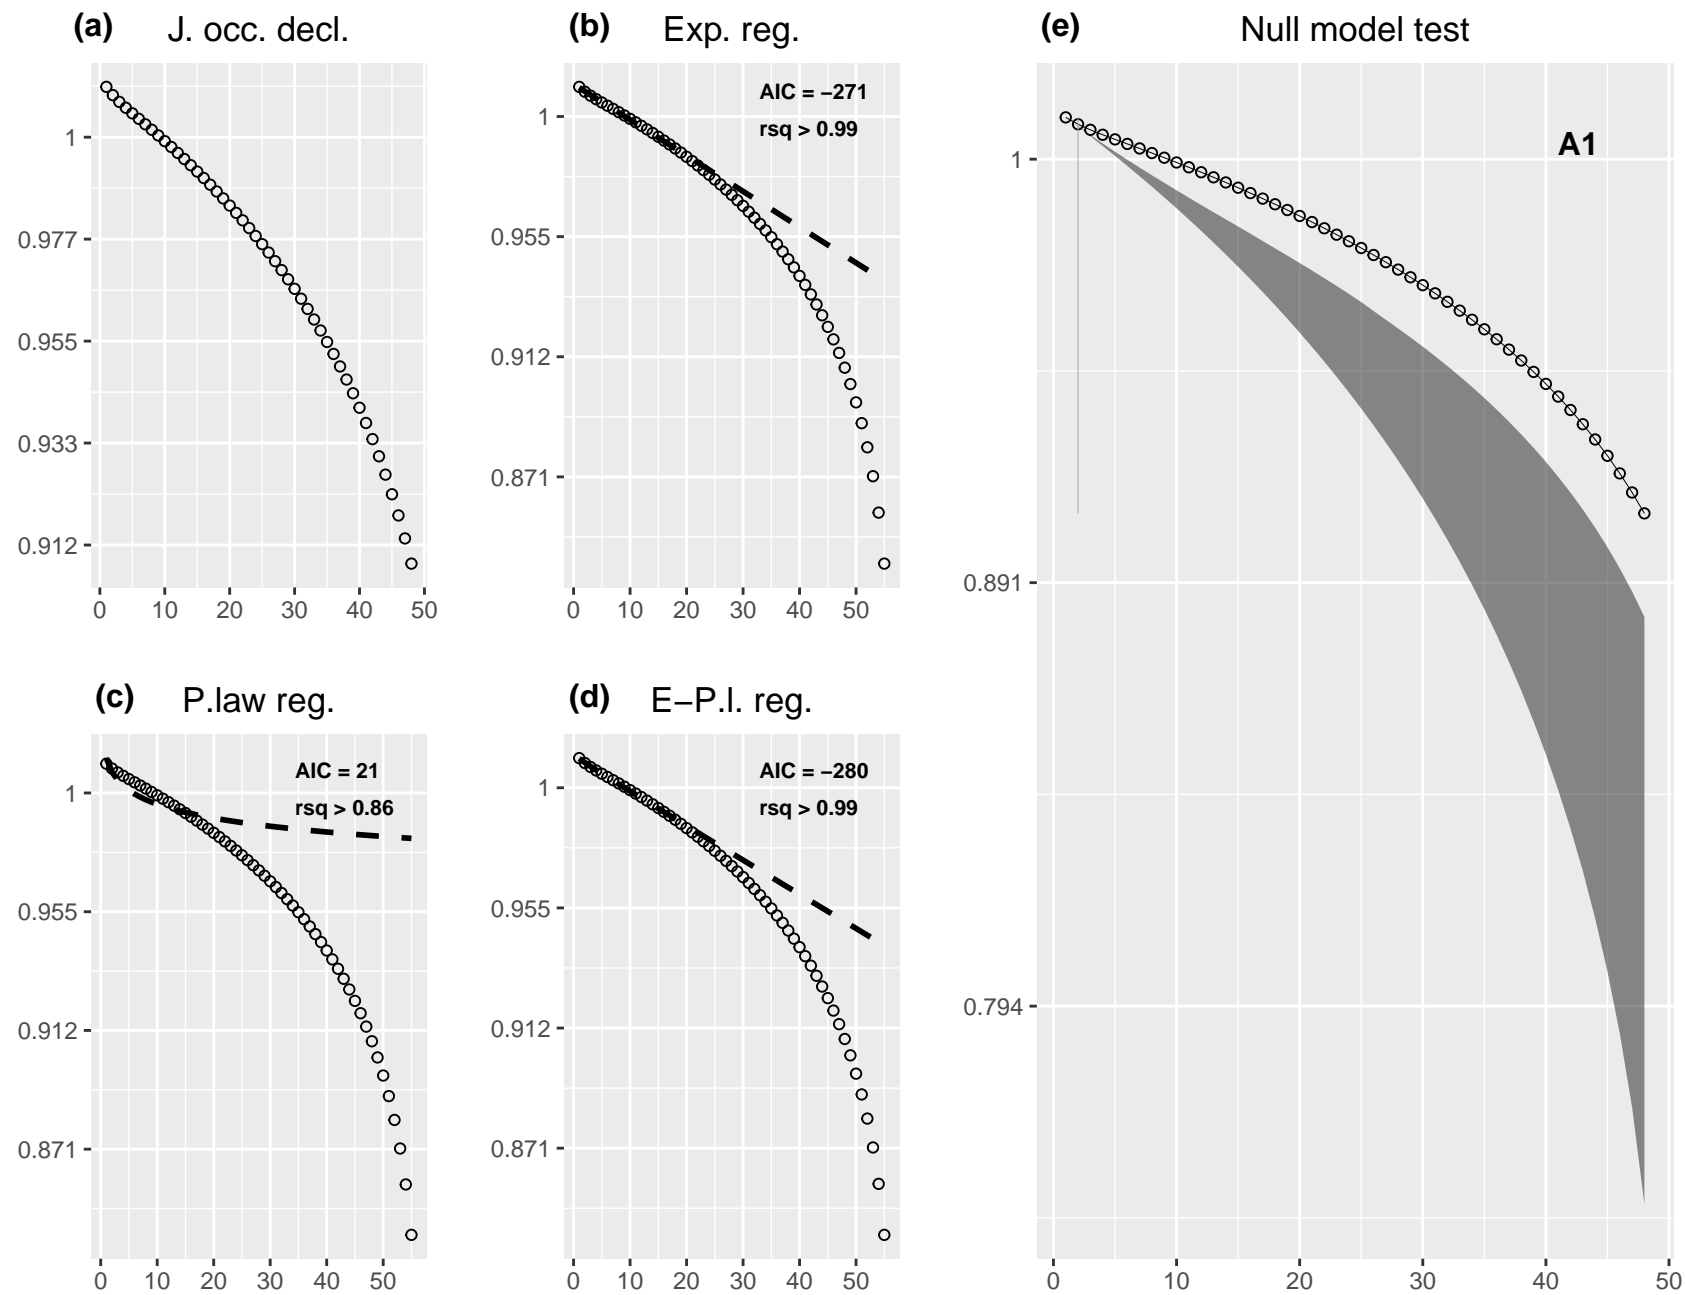 (a) J. occ. decl.
1
0.977
0.955
0.933
0.912
0 10 20 30 40 50
(b) Exp. reg.
AIC = −271
rsq > 0.99
1
0.955
0.912
0.871
0 10 20 30 40 50
(c) P.law reg.
AIC = 21
rsq > 0.86
1
0.955
0.912
0.871
0 10 20 30 40 50
(d) E−P.l. reg.
AIC = −280
rsq > 0.99
1
0.955
0.912
0.871
0 10 20 30 40 50
(e) Null model test
A1
1
0.891
0.794
0 10 20 30 40 50